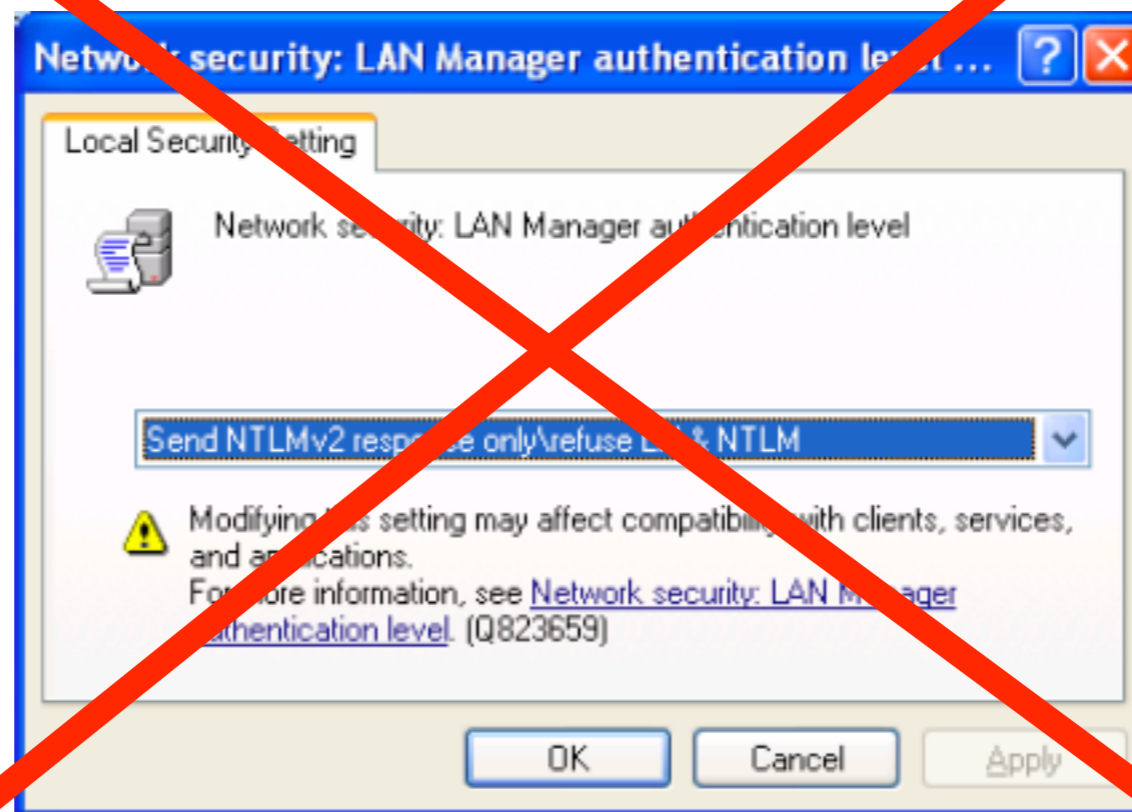 Network security: LAN Manager authentication level ...
Local Security Setting
Network security: LAN Manager authentication level
Send NTLMv2 response only\refuse LM & NTLM
Modifying this setting may affect compatibility with clients, services,
and applications.
For more information, see Network security: LAN Manager
authentication level. (Q823659)
OK Cancel Apply